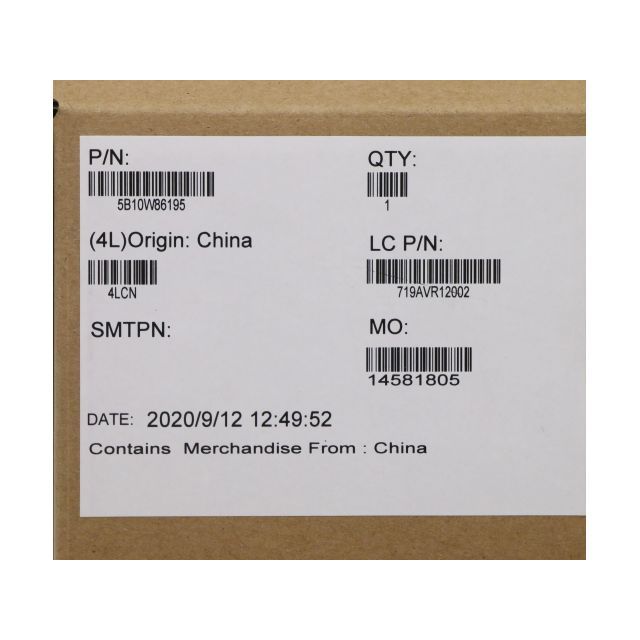 P/N:
5B10W86195
QTY:
1
(4L)Origin: China
4LCN
LC P/N:
719AVR12002
SMTPN:
MO:
14581805
DATE: 2020/9/12 12:49:52
Contains Merchandise From : China